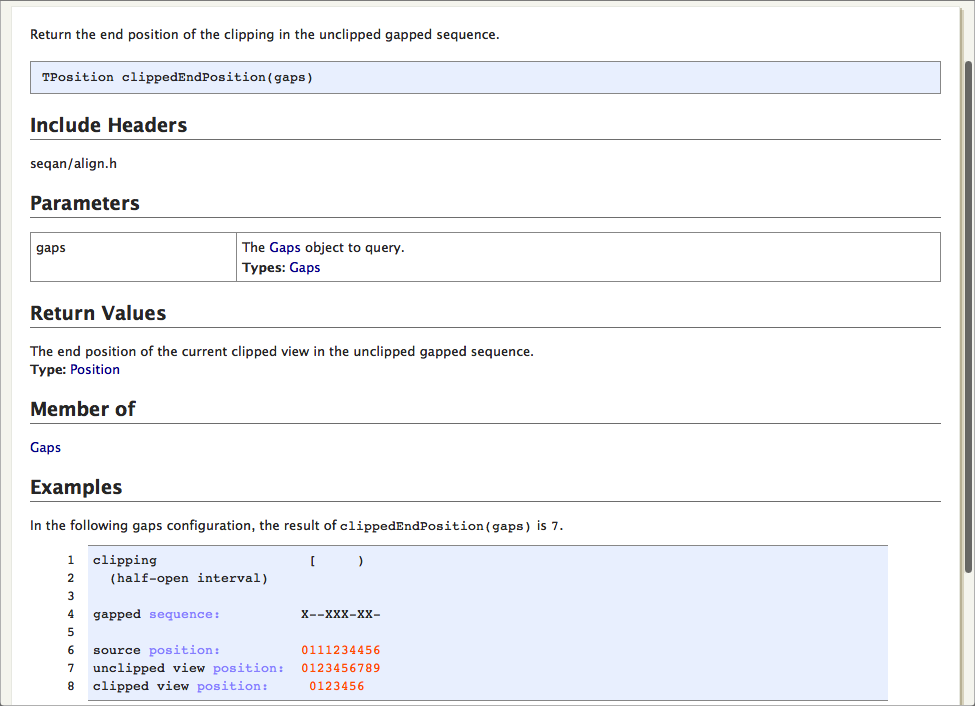 Return the end position of the clipping in the unclipped gapped sequence.
TPosition clippedEndPosition(gaps)
Include Headers
seqan/align.h
Parameters
gaps The Gaps object to query.
Types: Gaps
Return Values
The end position of the current clipped view in the unclipped gapped sequence.
Type: Position
Member of
Gaps
Examples
In the following gaps configuration, the result of clippedEndPosition(gaps) is 7.
1 clipping                   [     )
2   (half-open interval)
3
4 gapped sequence:          X--XXX-XX-
5
6 source position:          0111234456
7 unclipped view position:  0123456789
8 clipped view position:     0123456